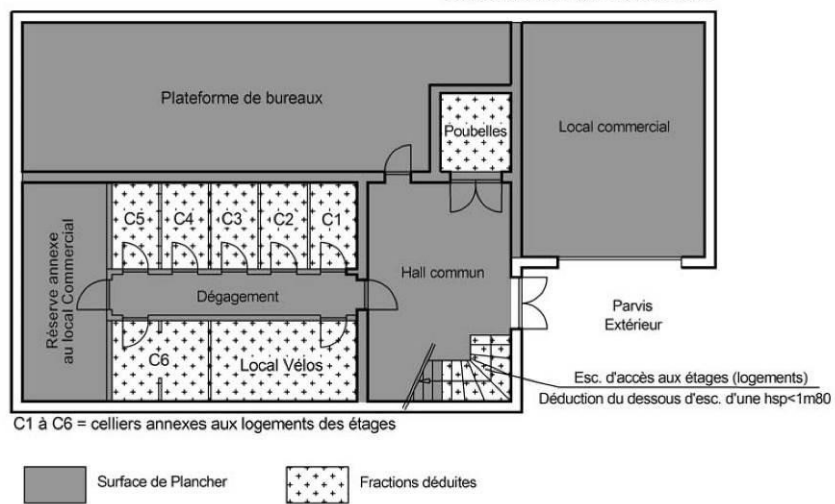 Plateforme de bureaux
Poubelles
Local commercial
C5
C4
C3
C2
C1
Réserve annexe
au local Commercial
Dégagement
Hall commun
Parvis
Extérieur
C6
Local Vélos
Esc. d'accès aux étages (logements)
Déduction du dessous d'esc. d'une hsp<1m80
C1 à C6 = celliers annexes aux logements des étages
Surface de Plancher
Fractions déduites